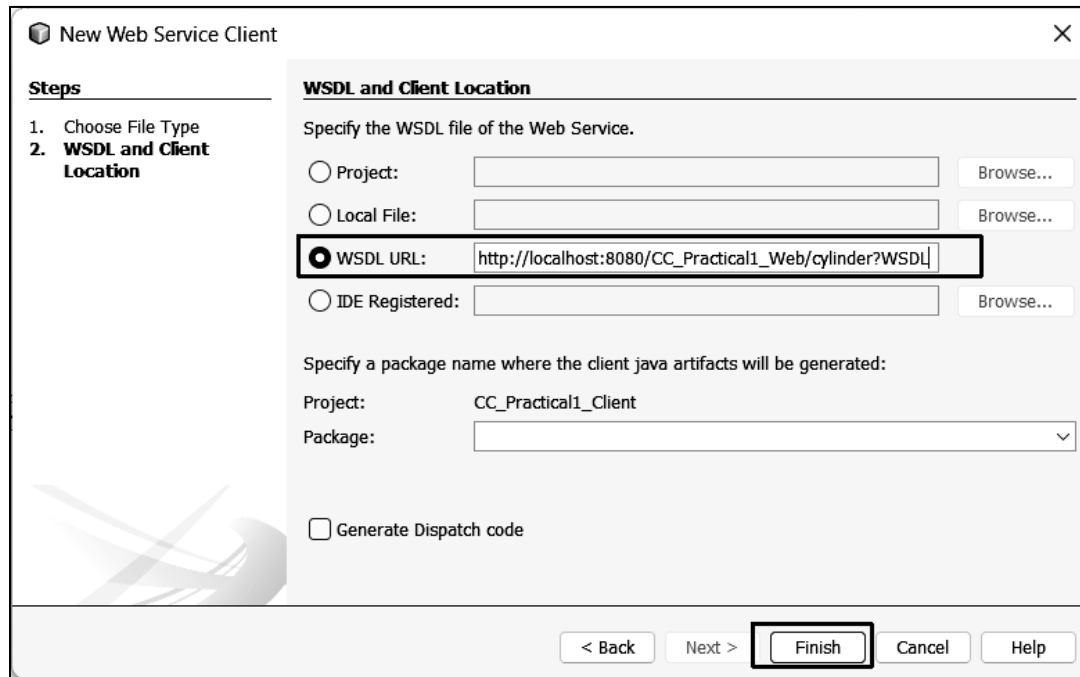 New Web Service Client
Steps
1. Choose File Type
2. WSDL and Client
Location
WSDL and Client Location
Specify the WSDL file of the Web Service.
Project:
Browse...
Local File:
Browse...
WSDL URL:
http://localhost:8080/CC_Practical1_Web/cylinder?WSDL
IDE Registered:
Browse...
Specify a package name where the client java artifacts will be generated:
Project: CC_Practical1_Client
Package:
Generate Dispatch code
< Back Next > Finish Cancel Help